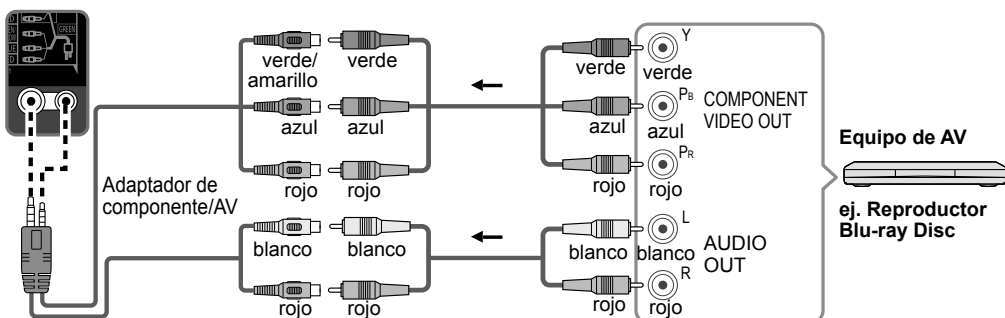 GREEN
verde/
amarillo
verde
azul
azul
rojo
rojo
Adaptador de
componente/AV
blanco
blanco
rojo
rojo
verde
Y
verde
azul
PB
azul
rojo
PR
rojo
COMPONENT
VIDEO OUT
blanco
L
blanco
rojo
R
rojo
AUDIO
OUT
Equipo de AV
ej. Reproductor
Blu-ray Disc